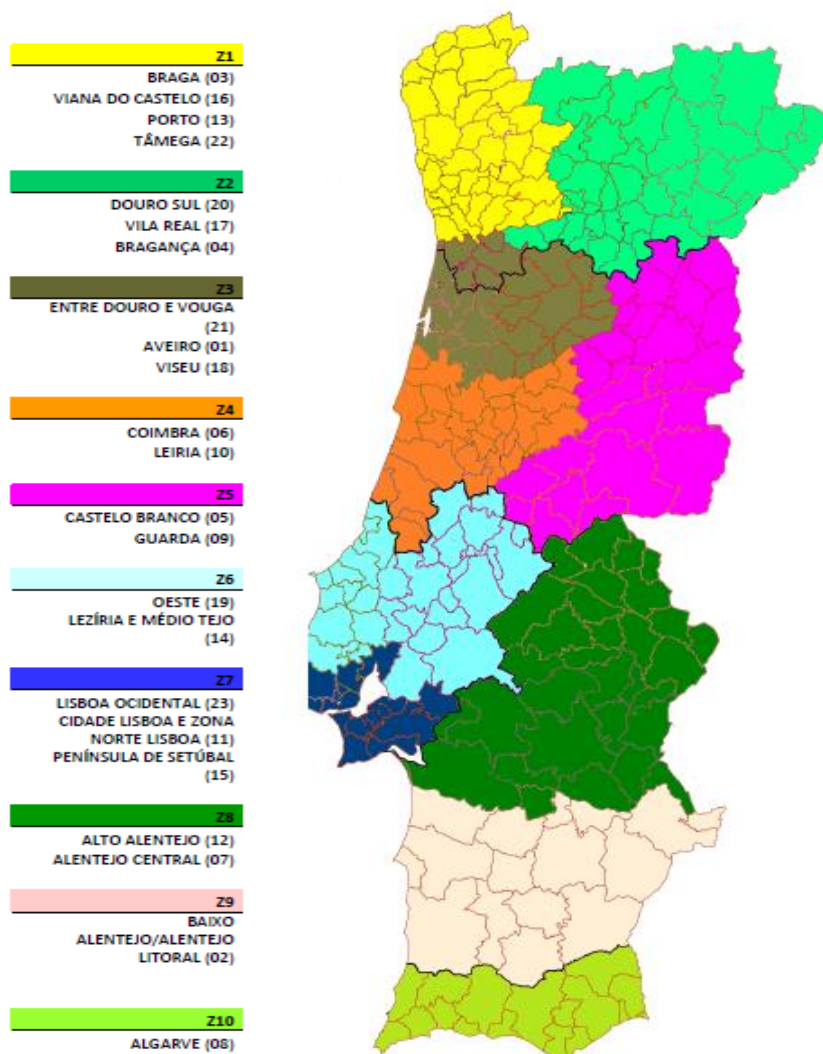 Z1
BRAGA (03)
VIANA DO CASTELO (16)
PORTO (13)
TÂMEGA (22)
Z2
DOURO SUL (20)
VILA REAL (17)
BRAGANÇA (04)
Z3
ENTRE DOURO E VOUGA
(21)
AVEIRO (01)
VISEU (18)
Z4
COIMBRA (06)
LEIRIA (10)
Z5
CASTELO BRANCO (05)
GUARDA (09)
Z6
OESTE (19)
LEZÍRIA E MÉDIO TEJO
(14)
Z7
LISBOA OCIDENTAL (23)
CIDADE LISBOA E ZONA
NORTE LISBOA (11)
PENÍNSULA DE SETÚBAL
(15)
Z8
ALTO ALENTEJO (12)
ALENTEJO CENTRAL (07)
Z9
BAIXO
ALENTEJO/ALENTEJO
LITORAL (02)
Z10
ALGARVE (08)